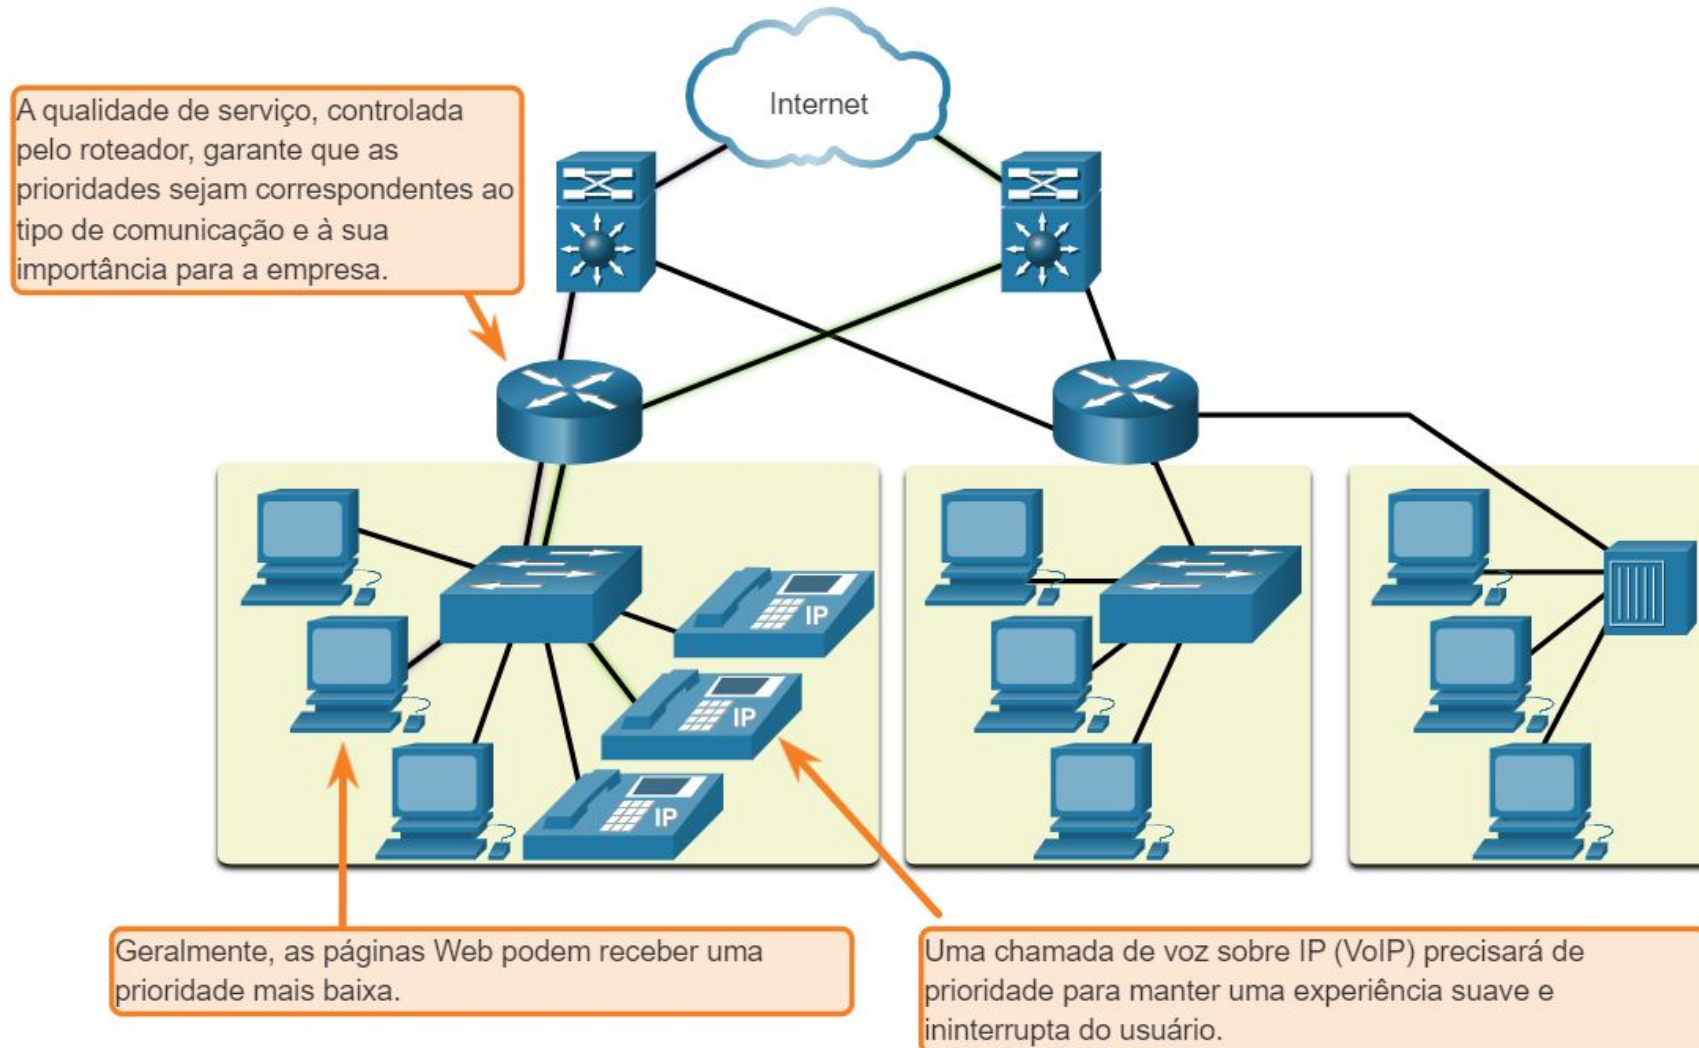 Internet
A qualidade de serviço, controlada
pelo roteador, garante que as
prioridades sejam correspondentes ao
tipo de comunicação e à sua
importância para a empresa.
IP
IP
IP
Geralmente, as páginas Web podem receber uma
prioridade mais baixa.
Uma chamada de voz sobre IP (VoIP) precisará de
prioridade para manter uma experiência suave e
ininterrupta do usuário.